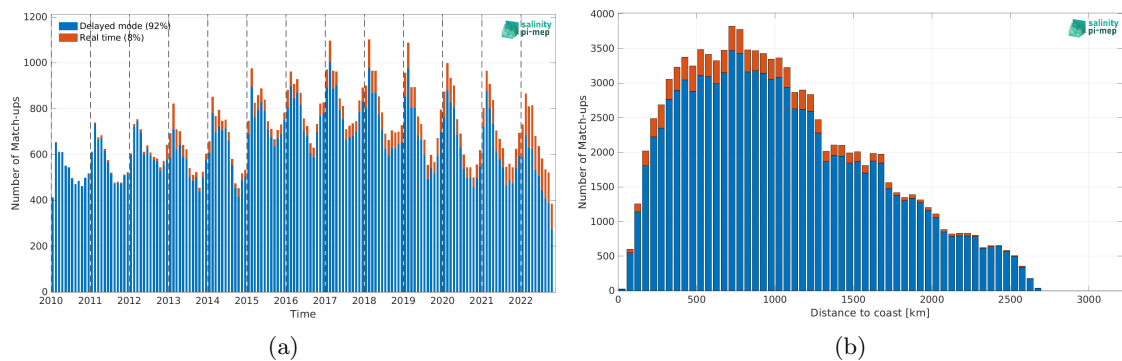 Delayed mode (92%)
Real time (8%)
salinity
pi-mep
Number of Match-ups
1200
1000
800
600
400
200
0
2010 2011 2012 2013 2014 2015 2016 2017 2018 2019 2020 2021 2022
Time
(a)
salinity
pi-mep
Number of Match-ups
4000
3500
3000
2500
2000
1500
1000
500
0
0 500 1000 1500 2000 2500 3000
Distance to coast [km]
(b)